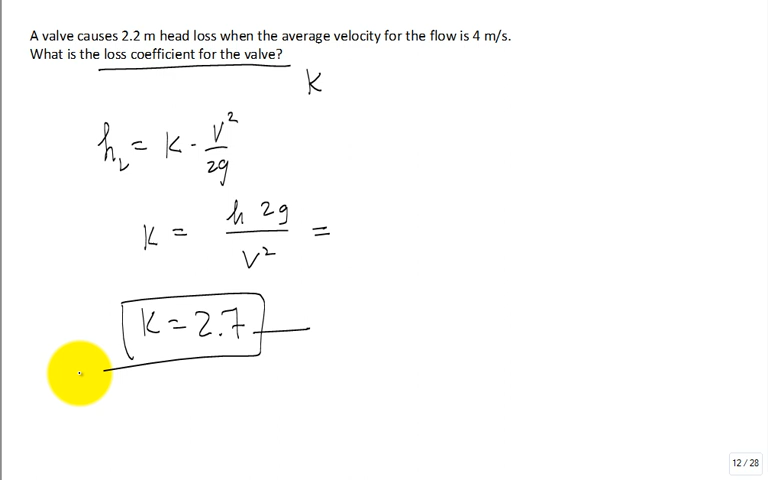 A valve causes 2.2 m head loss when the average velocity for the flow is 4 m/s.
What is the loss coefficient for the valve?
K
h_L = K · V²/2g
K = h 2g/V² =
K = 2.7
12 / 28